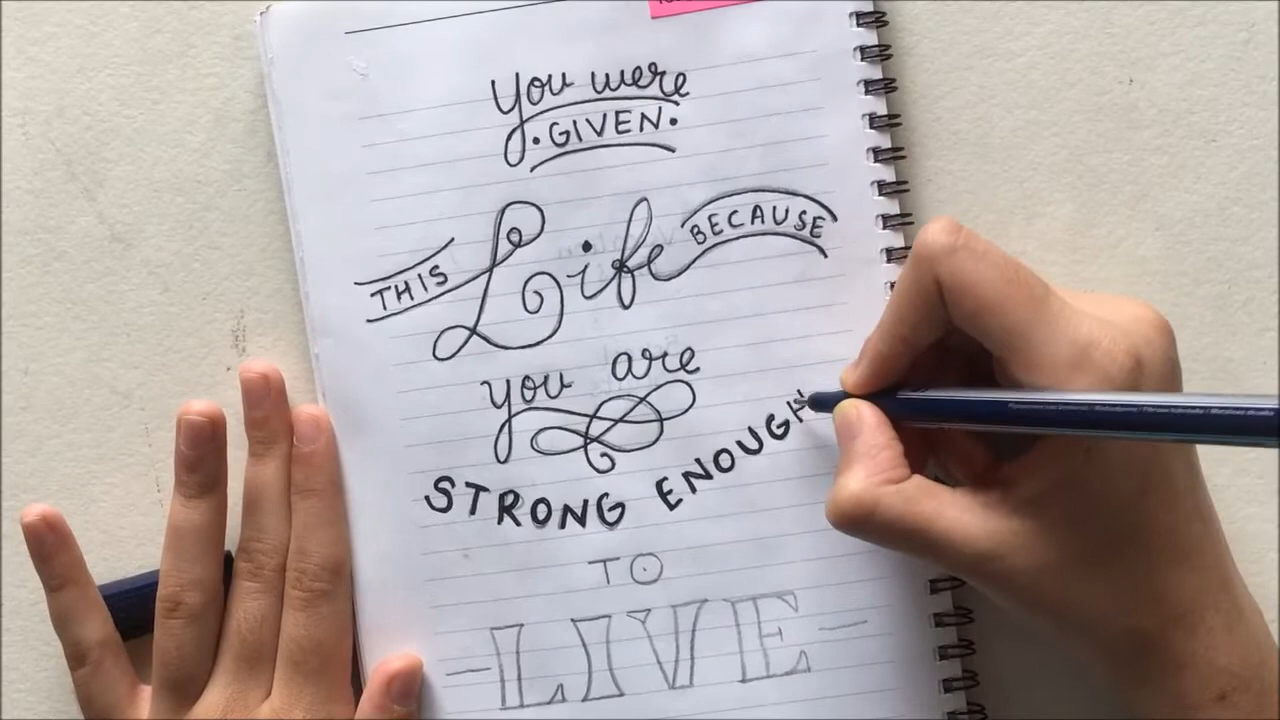 you were
• GIVEN •
THIS Life BECAUSE
you are
STRONG ENOUGH
TO
- LIVE -